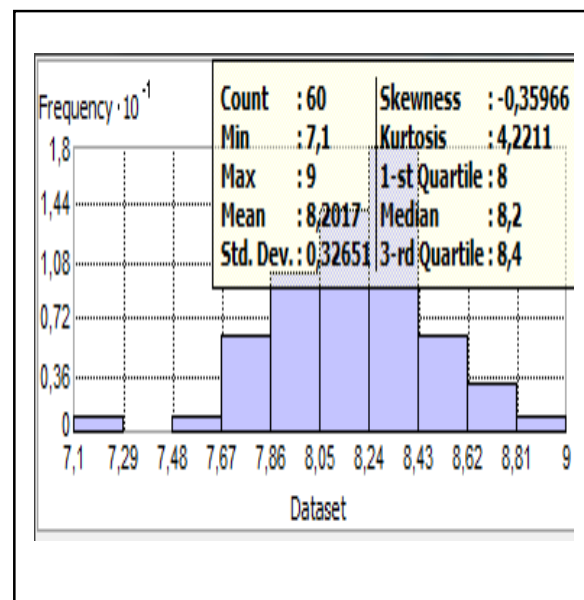 Frequency · 10⁻¹
Count : 60 Skewness : -0,35966
Min : 7,1 Kurtosis : 4,2211
Max : 9 1-st Quartile : 8
Mean : 8,2017 Median : 8,2
Std. Dev. : 0,32651 3-rd Quartile : 8,4
1,8
1,44
1,08
0,72
0,36
0
7,1 7,29 7,48 7,67 7,86 8,05 8,24 8,43 8,62 8,81 9
Dataset